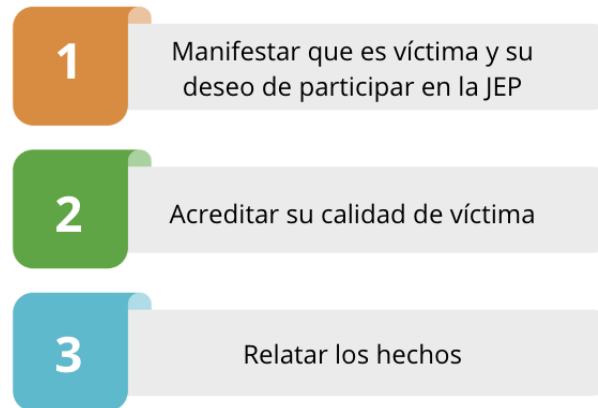 1
Manifestar que es víctima y su
deseo de participar en la JEP
2
Acreditar su calidad de víctima
3
Relatar los hechos